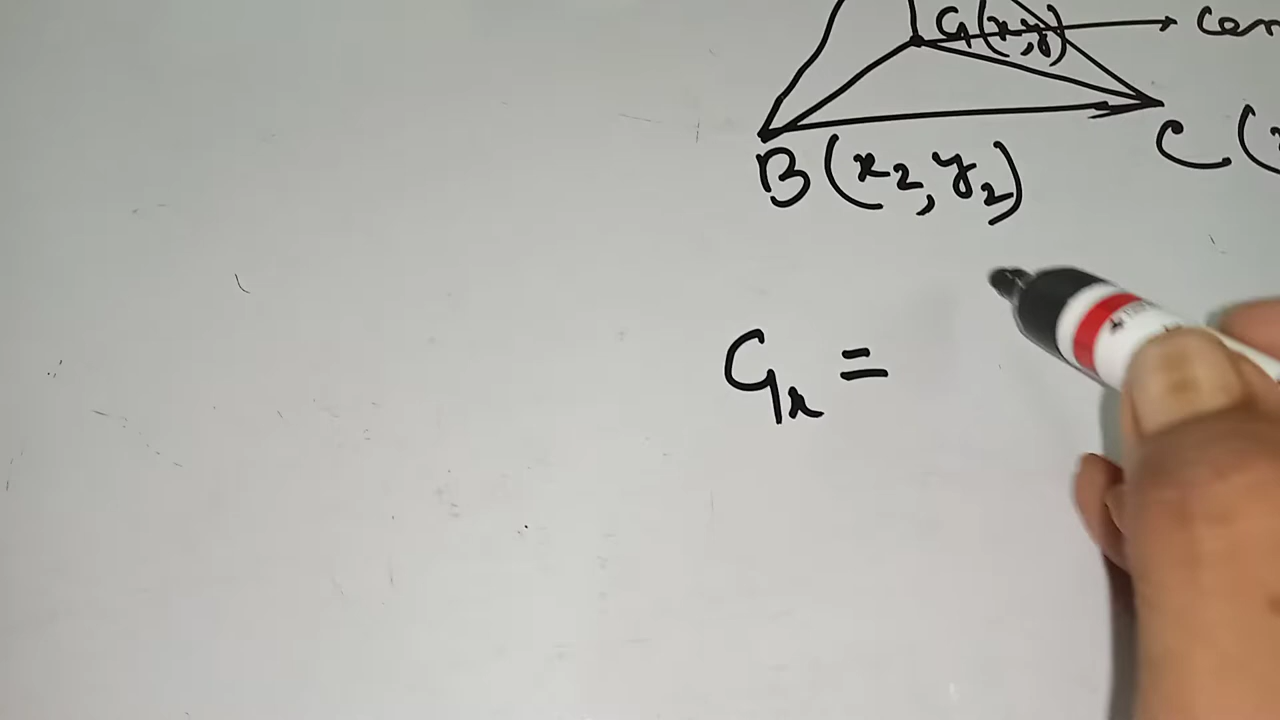 G(x,y) → Cen
B(x₂,y₂)
C(
Gₓ =